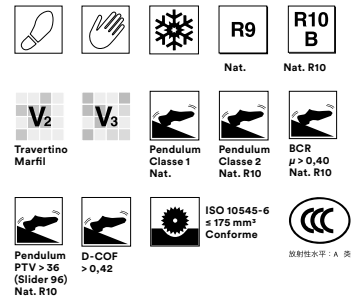 R9
R10
B
Nat.
Nat. R10
V2
V3
Travertino
Marfil
Pendulum
Classe 1
Nat.
Pendulum
Classe 2
Nat. R10
BCR
μ > 0,40
Nat. R10
Pendulum
PTV > 36
(Slider 96)
Nat. R10
D-COF
> 0,42
ISO 10545-6
≤ 175 mm³
Conforme
CCC
放射性水平：A 类